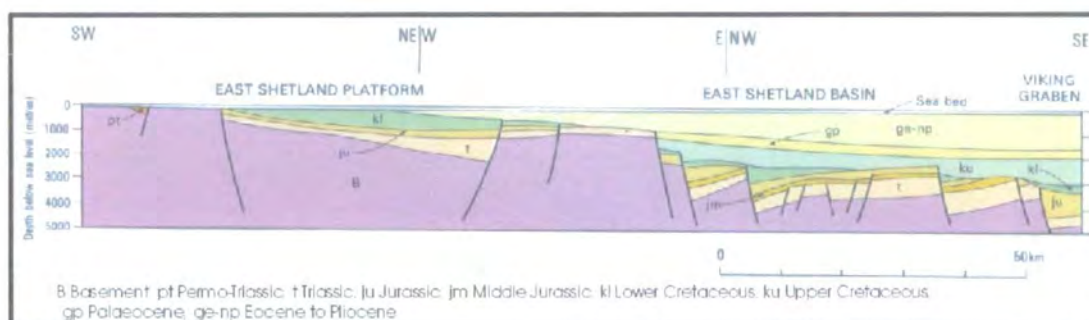 SW NE W E NW SE
EAST SHETLAND PLATFORM EAST SHETLAND BASIN VIKING GRABEN
Sea bed
Depth below sea level (metres)
0
1000
2000
3000
4000
5000
pt
kl
ju
t
B
gp
ge-np
ku
kl
jm
t
ju
0 50km
B Basement pt Permo-Triassic, t Triassic, ju Jurassic, jm Middle Jurassic, kl Lower Cretaceous, ku Upper Cretaceous,
gp Palaeocene, ge-np Eocene to Pliocene